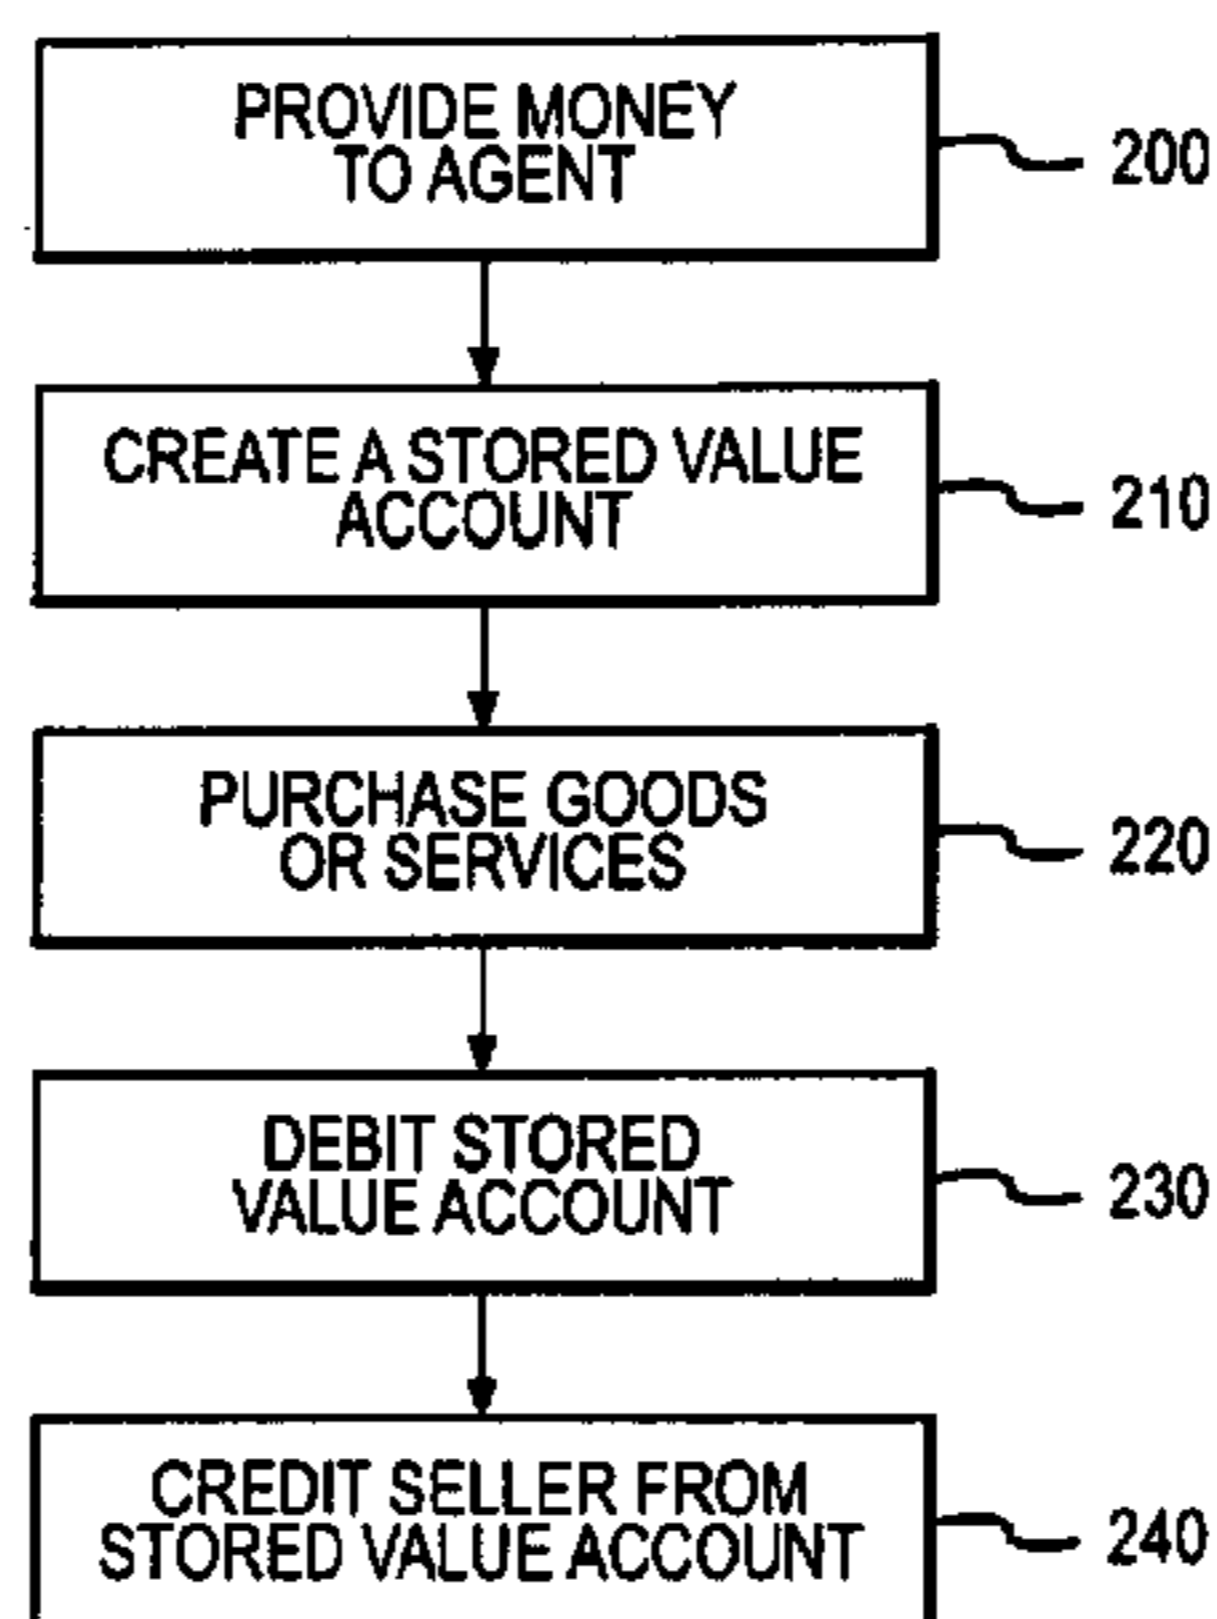 PROVIDE MONEY
TO AGENT
200
CREATE A STORED VALUE
ACCOUNT
210
PURCHASE GOODS
OR SERVICES
220
DEBIT STORED
VALUE ACCOUNT
230
CREDIT SELLER FROM
STORED VALUE ACCOUNT
240